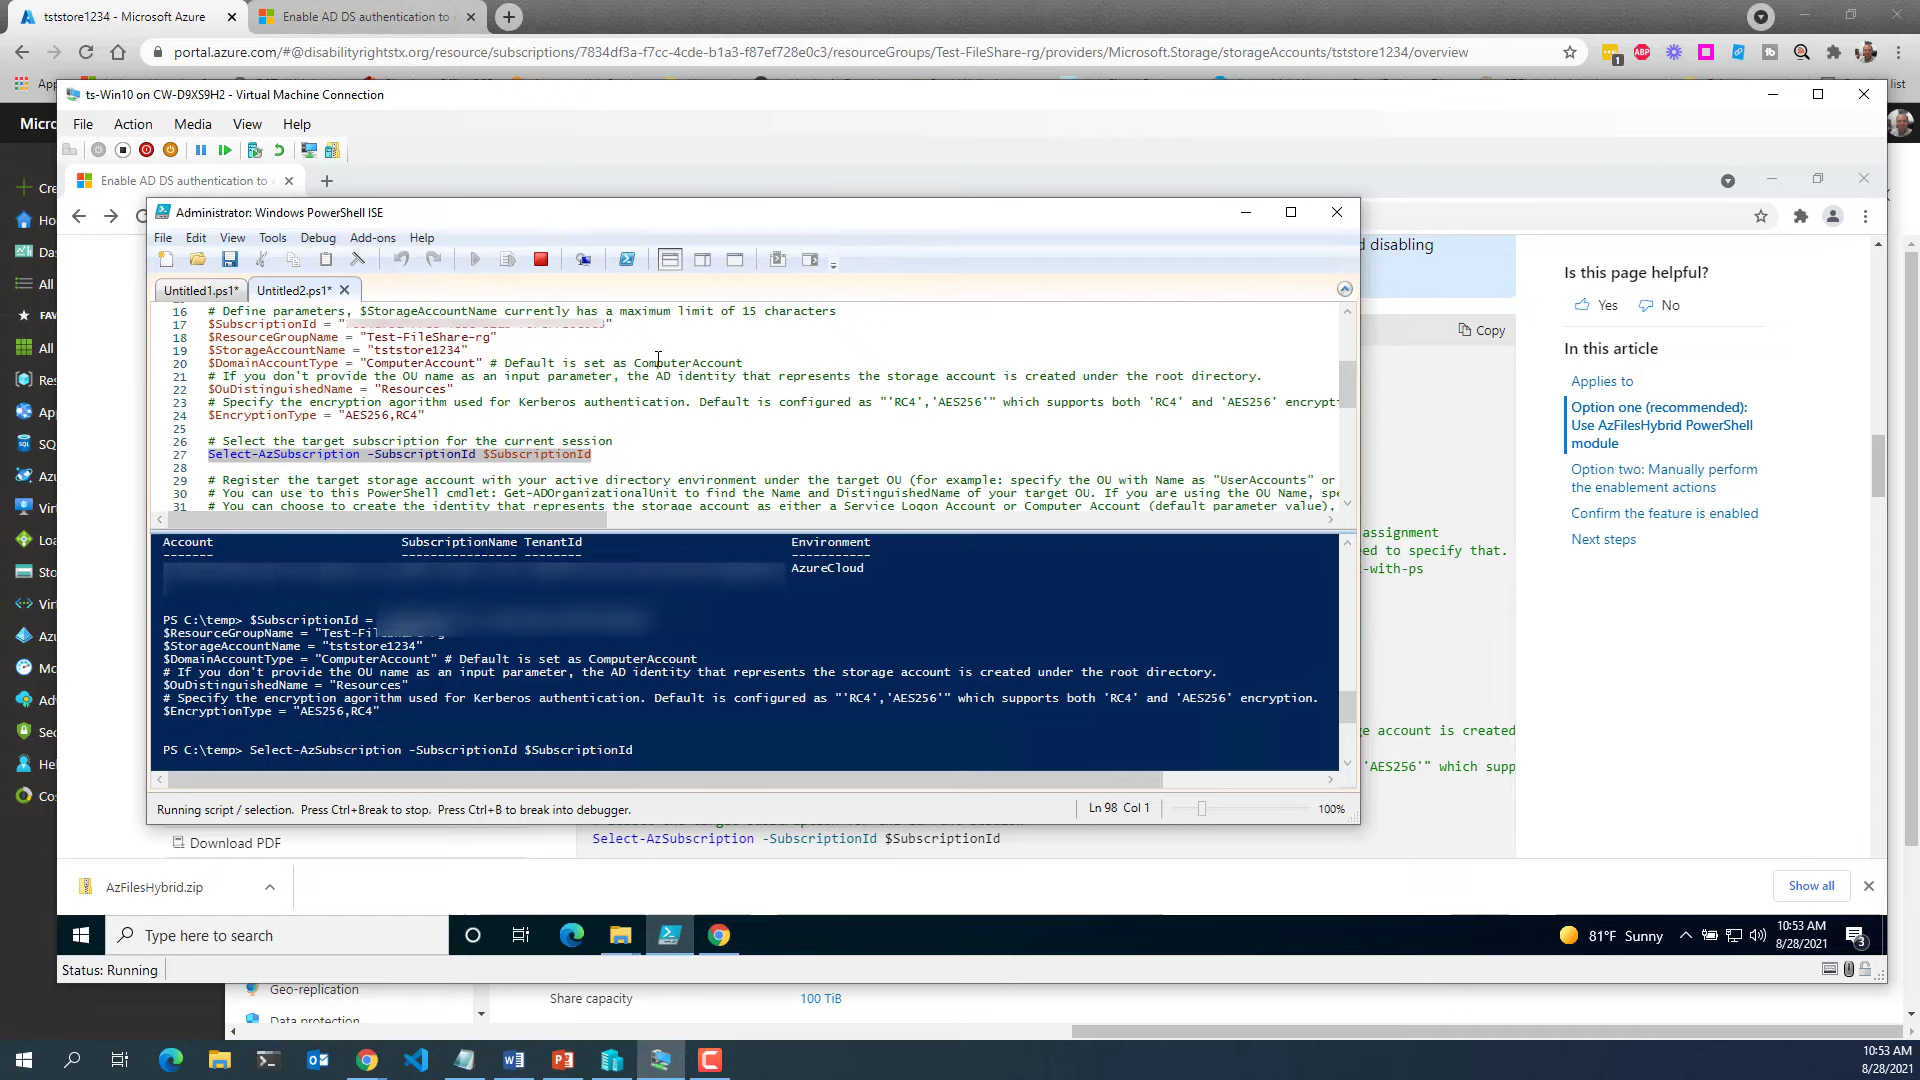 tststore1234 - Microsoft Azure
Enable AD DS authentication to
portal.azure.com/#@disabilityrightstx.org/resource/subscriptions/7834df3a-f7cc-4cde-b1a3-f87ef728e0c3/resourceGroups/Test-FileShare-rg/providers/Microsoft.Storage/storageAccounts/tststore1234/overview
ts-Win10 on CW-D9XS9H2 - Virtual Machine Connection
File Action Media View Help
Enable AD DS authentication to
Administrator: Windows PowerShell ISE
File Edit View Tools Debug Add-ons Help
Untitled1.ps1* Untitled2.ps1*
16 # Define parameters, $StorageAccountName currently has a maximum limit of 15 characters
17 $SubscriptionId = "
18 $ResourceGroupName = "Test-FileShare-rg"
19 $StorageAccountName = "tststore1234"
20 $DomainAccountType = "ComputerAccount" # Default is set as ComputerAccount
21 # If you don't provide the OU name as an input parameter, the AD identity that represents the storage account is created under the root directory.
22 $OuDistinguishedName = "Resources"
23 # Specify the encryption agorithm used for Kerberos authentication. Default is configured as "'RC4','AES256'" which supports both 'RC4' and 'AES256' encrypti
24 $EncryptionType = "AES256,RC4"
25
26 # Select the target subscription for the current session
27 Select-AzSubscription -SubscriptionId $SubscriptionId
28
29 # Register the target storage account with your active directory environment under the target OU (for example: specify the OU with Name as "UserAccounts" or
30 # You can use to this PowerShell cmdlet: Get-ADOrganizationalUnit to find the Name and DistinguishedName of your target OU. If you are using the OU Name, spe
31 # You can choose to create the identity that represents the storage account as either a Service Logon Account or Computer Account (default parameter value),
Account SubscriptionName TenantId Environment
------- ---------------- -------- -----------
AzureCloud
PS C:\temp> $SubscriptionId =
$ResourceGroupName = "Test-FileShare-rg
$StorageAccountName = "tststore1234"
$DomainAccountType = "ComputerAccount" # Default is set as ComputerAccount
# If you don't provide the OU name as an input parameter, the AD identity that represents the storage account is created under the root directory.
$OuDistinguishedName = "Resources"
# Specify the encryption agorithm used for Kerberos authentication. Default is configured as "'RC4','AES256'" which supports both 'RC4' and 'AES256' encryption.
$EncryptionType = "AES256,RC4"
PS C:\temp> Select-AzSubscription -SubscriptionId $SubscriptionId
Running script / selection. Press Ctrl+Break to stop. Press Ctrl+B to break into debugger.
Ln 98 Col 1
100%
d disabling
Copy
assignment
ed to specify that.
t-with-ps
e account is created
'AES256'" which supp
Is this page helpful?
Yes No
In this article
Applies to
Option one (recommended):
Use AzFilesHybrid PowerShell
module
Option two: Manually perform
the enablement actions
Confirm the feature is enabled
Next steps
Download PDF
Select-AzSubscription -SubscriptionId $SubscriptionId
AzFilesHybrid.zip
Show all
Type here to search
81°F Sunny
10:53 AM
8/28/2021
3
Status: Running
Geo-replication
Data protection
Share capacity
100 TiB
10:53 AM
8/28/2021